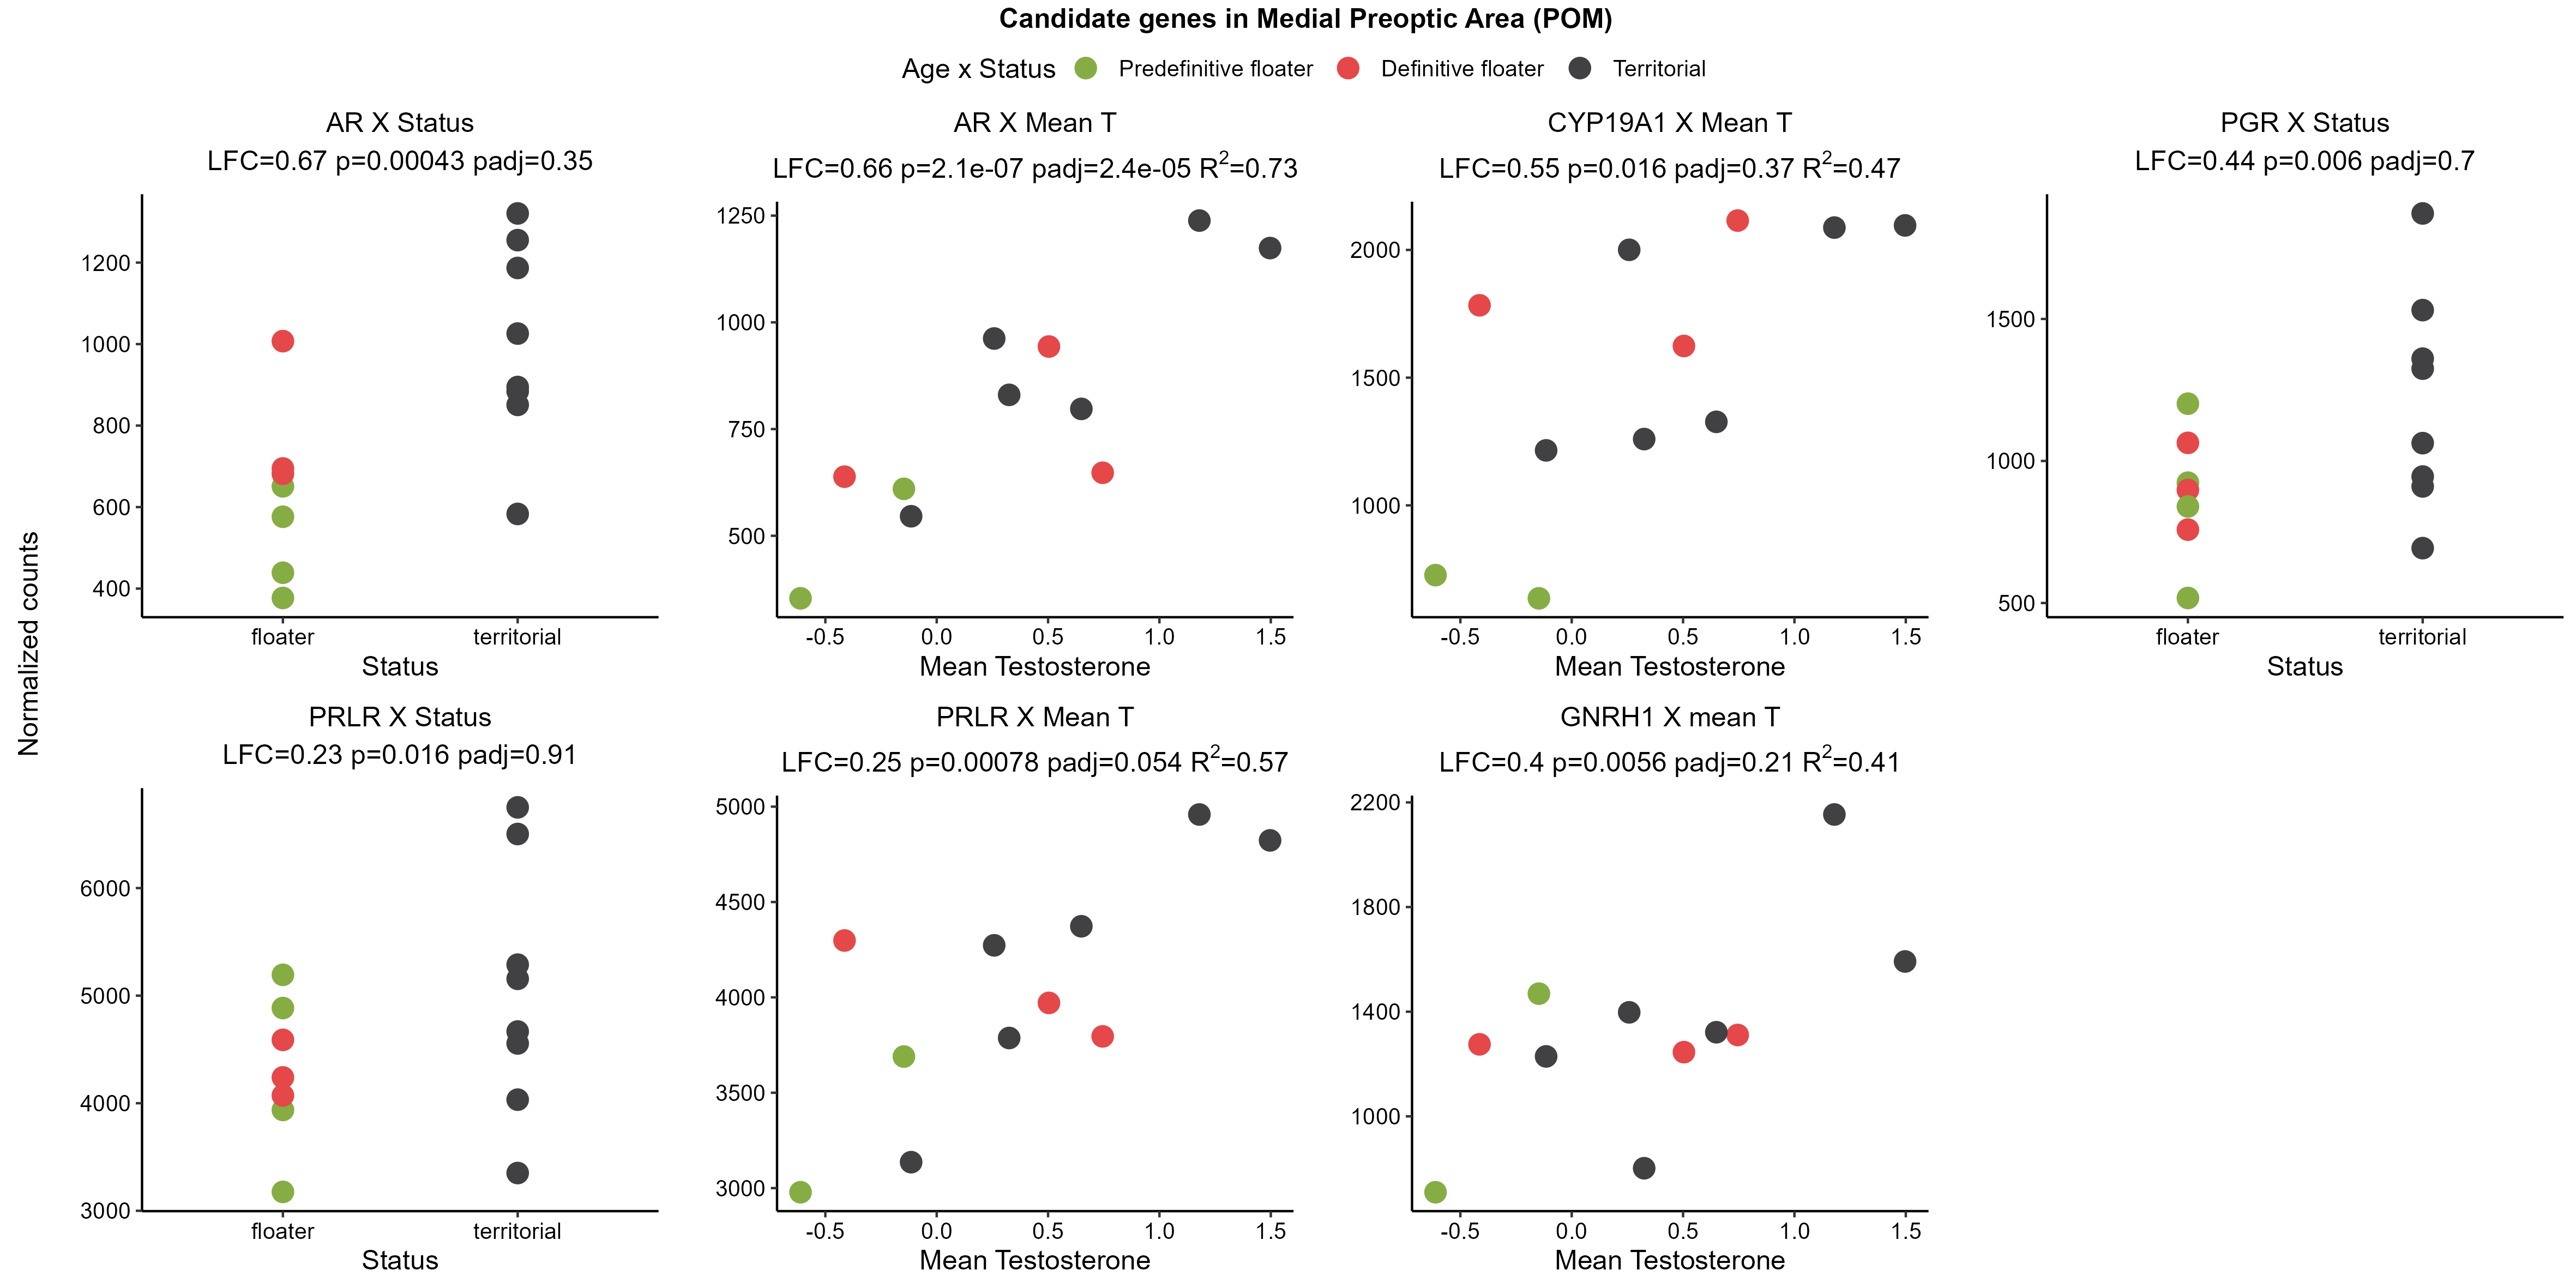 Candidate genes in Medial Preoptic Area (POM)
Age x Status Predefinitive floater Definitive floater Territorial
Normalized counts
AR X Status
LFC=0.67 p=0.00043 padj=0.35
1200
1000
800
600
400
floater territorial
Status
AR X Mean T
LFC=0.66 p=2.1e-07 padj=2.4e-05 R²=0.73
1250
1000
750
500
-0.5 0.0 0.5 1.0 1.5
Mean Testosterone
CYP19A1 X Mean T
LFC=0.55 p=0.016 padj=0.37 R²=0.47
2000
1500
1000
-0.5 0.0 0.5 1.0 1.5
Mean Testosterone
PGR X Status
LFC=0.44 p=0.006 padj=0.7
1500
1000
500
floater territorial
Status
PRLR X Status
LFC=0.23 p=0.016 padj=0.91
6000
5000
4000
3000
floater territorial
Status
PRLR X Mean T
LFC=0.25 p=0.00078 padj=0.054 R²=0.57
5000
4500
4000
3500
3000
-0.5 0.0 0.5 1.0 1.5
Mean Testosterone
GNRH1 X mean T
LFC=0.4 p=0.0056 padj=0.21 R²=0.41
2200
1800
1400
1000
-0.5 0.0 0.5 1.0 1.5
Mean Testosterone